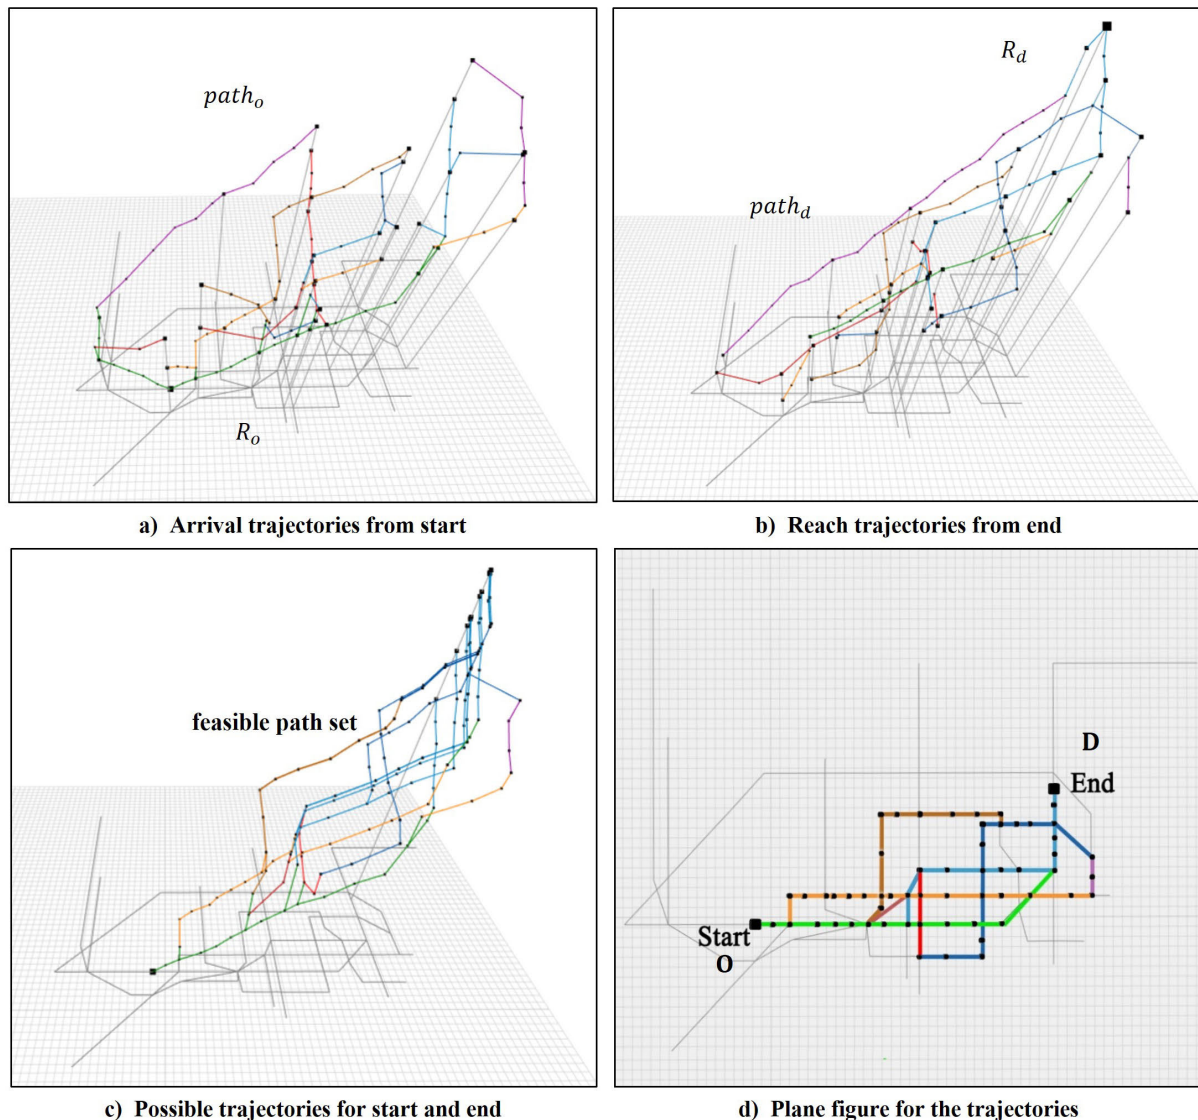 path_o
R_o
a) Arrival trajectories from start
R_d
path_d
b) Reach trajectories from end
feasible path set
c) Possible trajectories for start and end
D
End
Start
O
d) Plane figure for the trajectories